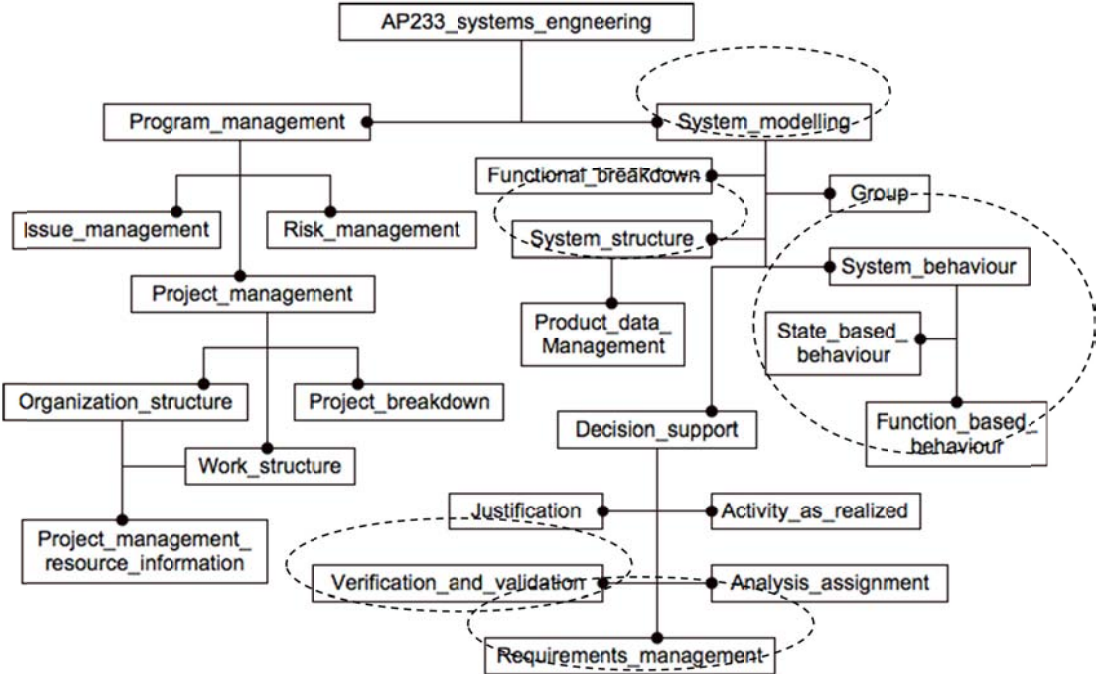 AP233_systems_engneering
Program_management
System_modelling
Functional_breakdown
Group
Issue_management
Risk_management
System_structure
System_behaviour
Project_management
Product_data_
Management
State_based_
behaviour
Organization_structure
Project_breakdown
Decision_support
Function_based_
behaviour
Work_structure
Justification
Activity_as_realized
Project_management_
resource_information
Verification_and_validation
Analysis_assignment
Requirements_management